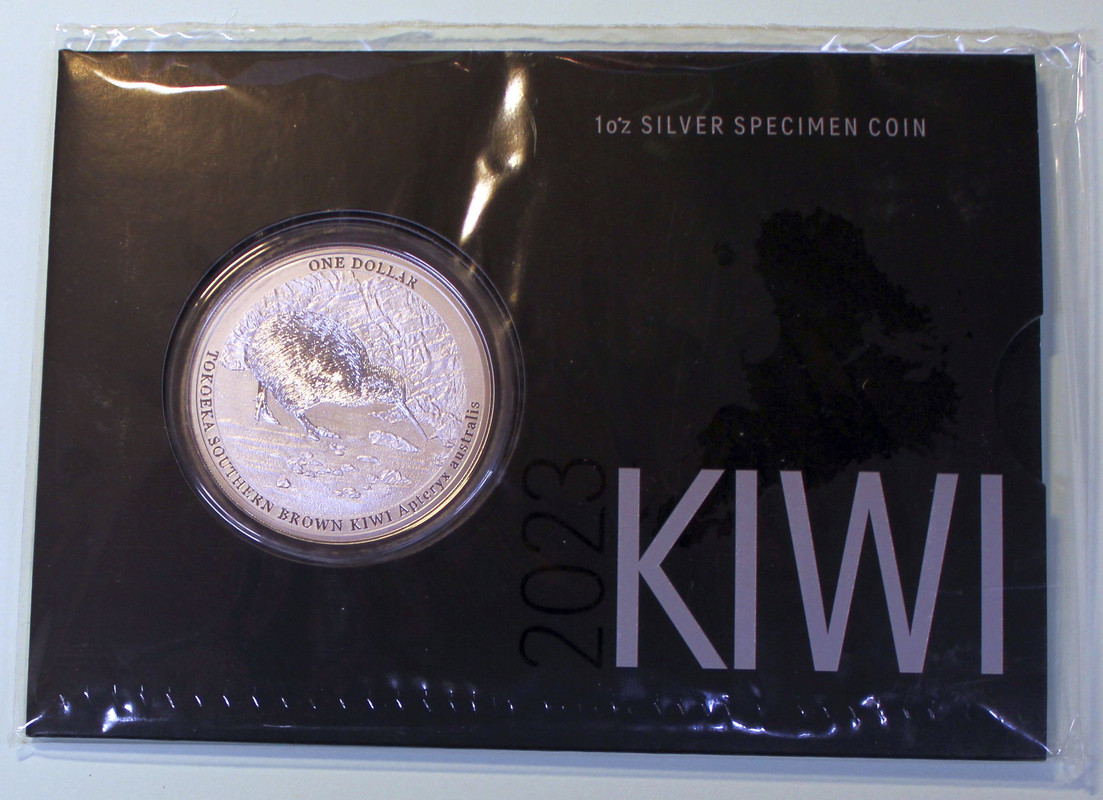 1oz SILVER SPECIMEN COIN
ONE DOLLAR
TOKOEKA SOUTHERN BROWN KIWI Apteryx australis
2023
KIWI